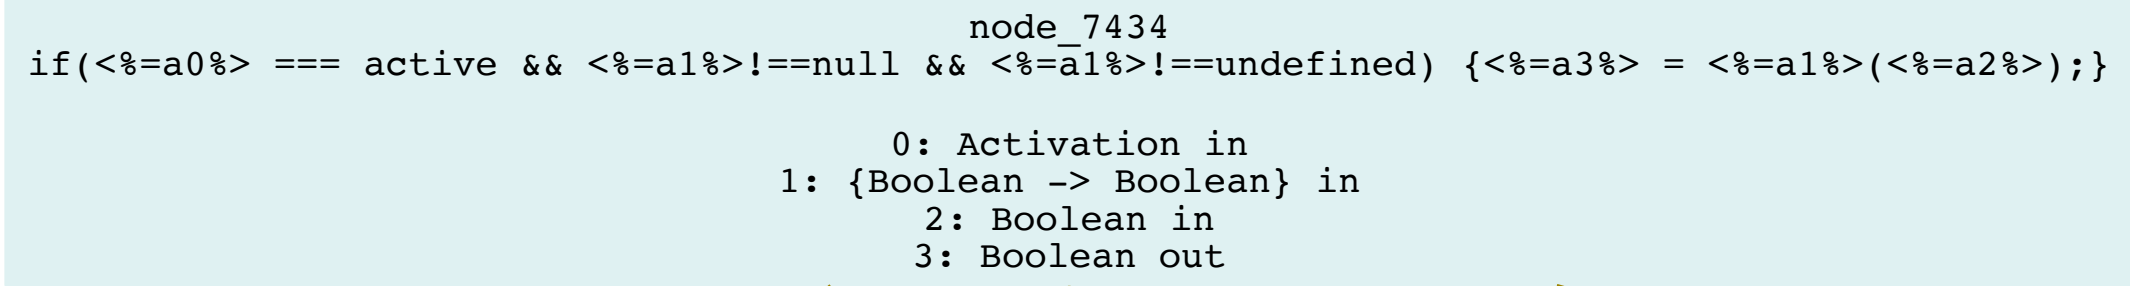 node_7434
if(<%=a0%> === active && <%=a1%>!==null && <%=a1%>!==undefined) {<%=a3%> = <%=a1%>(<%=a2%>);}
0: Activation in
1: {Boolean -> Boolean} in
2: Boolean in
3: Boolean out